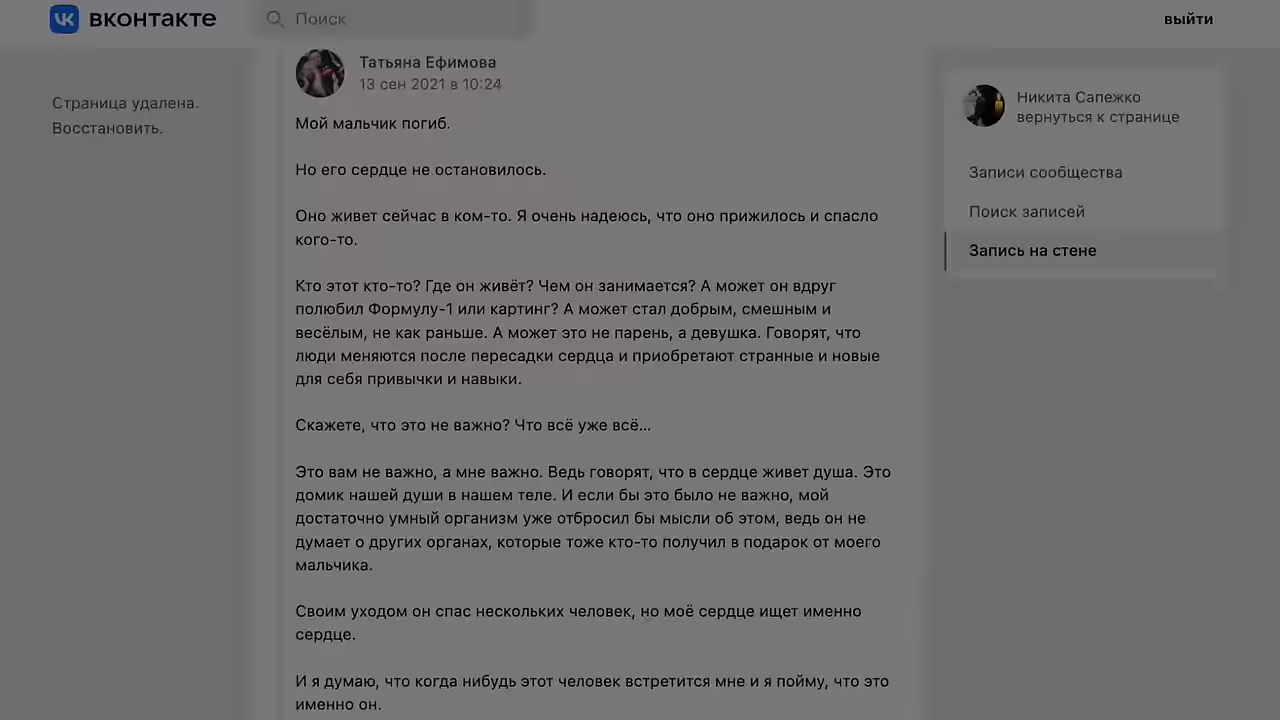 вконтакте
Поиск
выйти
Страница удалена.
Восстановить.
Татьяна Ефимова
13 сен 2021 в 10:24
Мой мальчик погиб.
Но его сердце не остановилось.
Оно живет сейчас в ком-то. Я очень надеюсь, что оно прижилось и спасло
кого-то.
Кто этот кто-то? Где он живёт? Чем он занимается? А может он вдруг
полюбил Формулу-1 или картинг? А может стал добрым, смешным и
весёлым, не как раньше. А может это не парень, а девушка. Говорят, что
люди меняются после пересадки сердца и приобретают странные и новые
для себя привычки и навыки.
Скажете, что это не важно? Что всё уже всё...
Это вам не важно, а мне важно. Ведь говорят, что в сердце живет душа. Это
домик нашей души в нашем теле. И если бы это было не важно, мой
достаточно умный организм уже отбросил бы мысли об этом, ведь он не
думает о других органах, которые тоже кто-то получил в подарок от моего
мальчика.
Своим уходом он спас нескольких человек, но моё сердце ищет именно
сердце.
И я думаю, что когда нибудь этот человек встретится мне и я пойму, что это
именно он.
Никита Сапежко
вернуться к странице
Записи сообщества
Поиск записей
Запись на стене